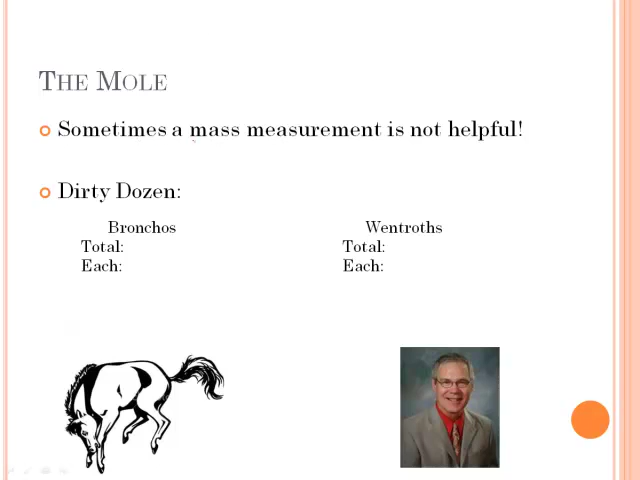 THE MOLE
Sometimes a mass measurement is not helpful!
Dirty Dozen:
Bronchos
Total:
Each:
Wentroths
Total:
Each: